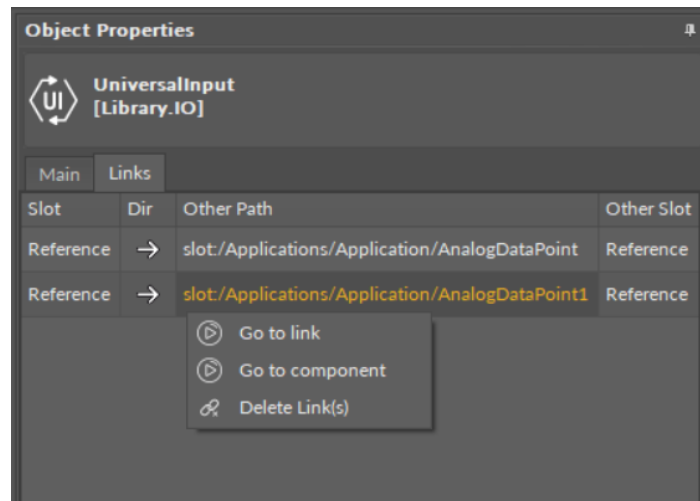 Object Properties
UI
UniversalInput
[Library.IO]
Main Links
Slot Dir Other Path Other Slot
Reference → slot:/Applications/Application/AnalogDataPoint Reference
Reference → slot:/Applications/Application/AnalogDataPoint1 Reference
Go to link
Go to component
Delete Link(s)